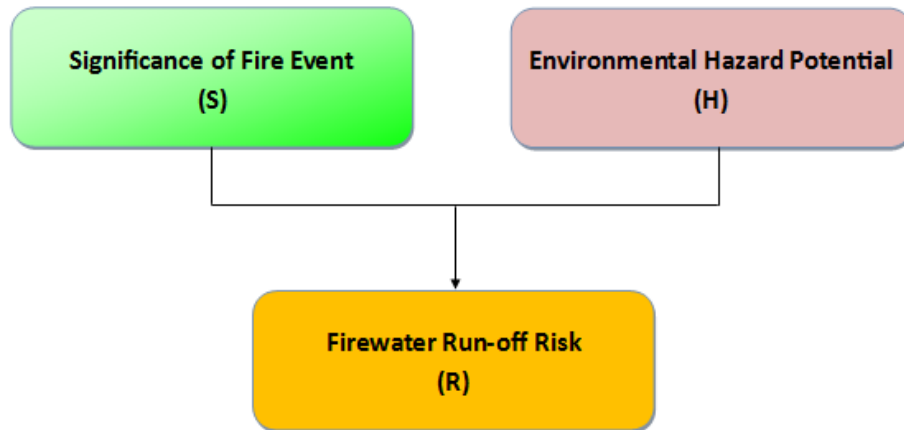 Significance of Fire Event
(S)
Environmental Hazard Potential
(H)
Firewater Run-off Risk
(R)